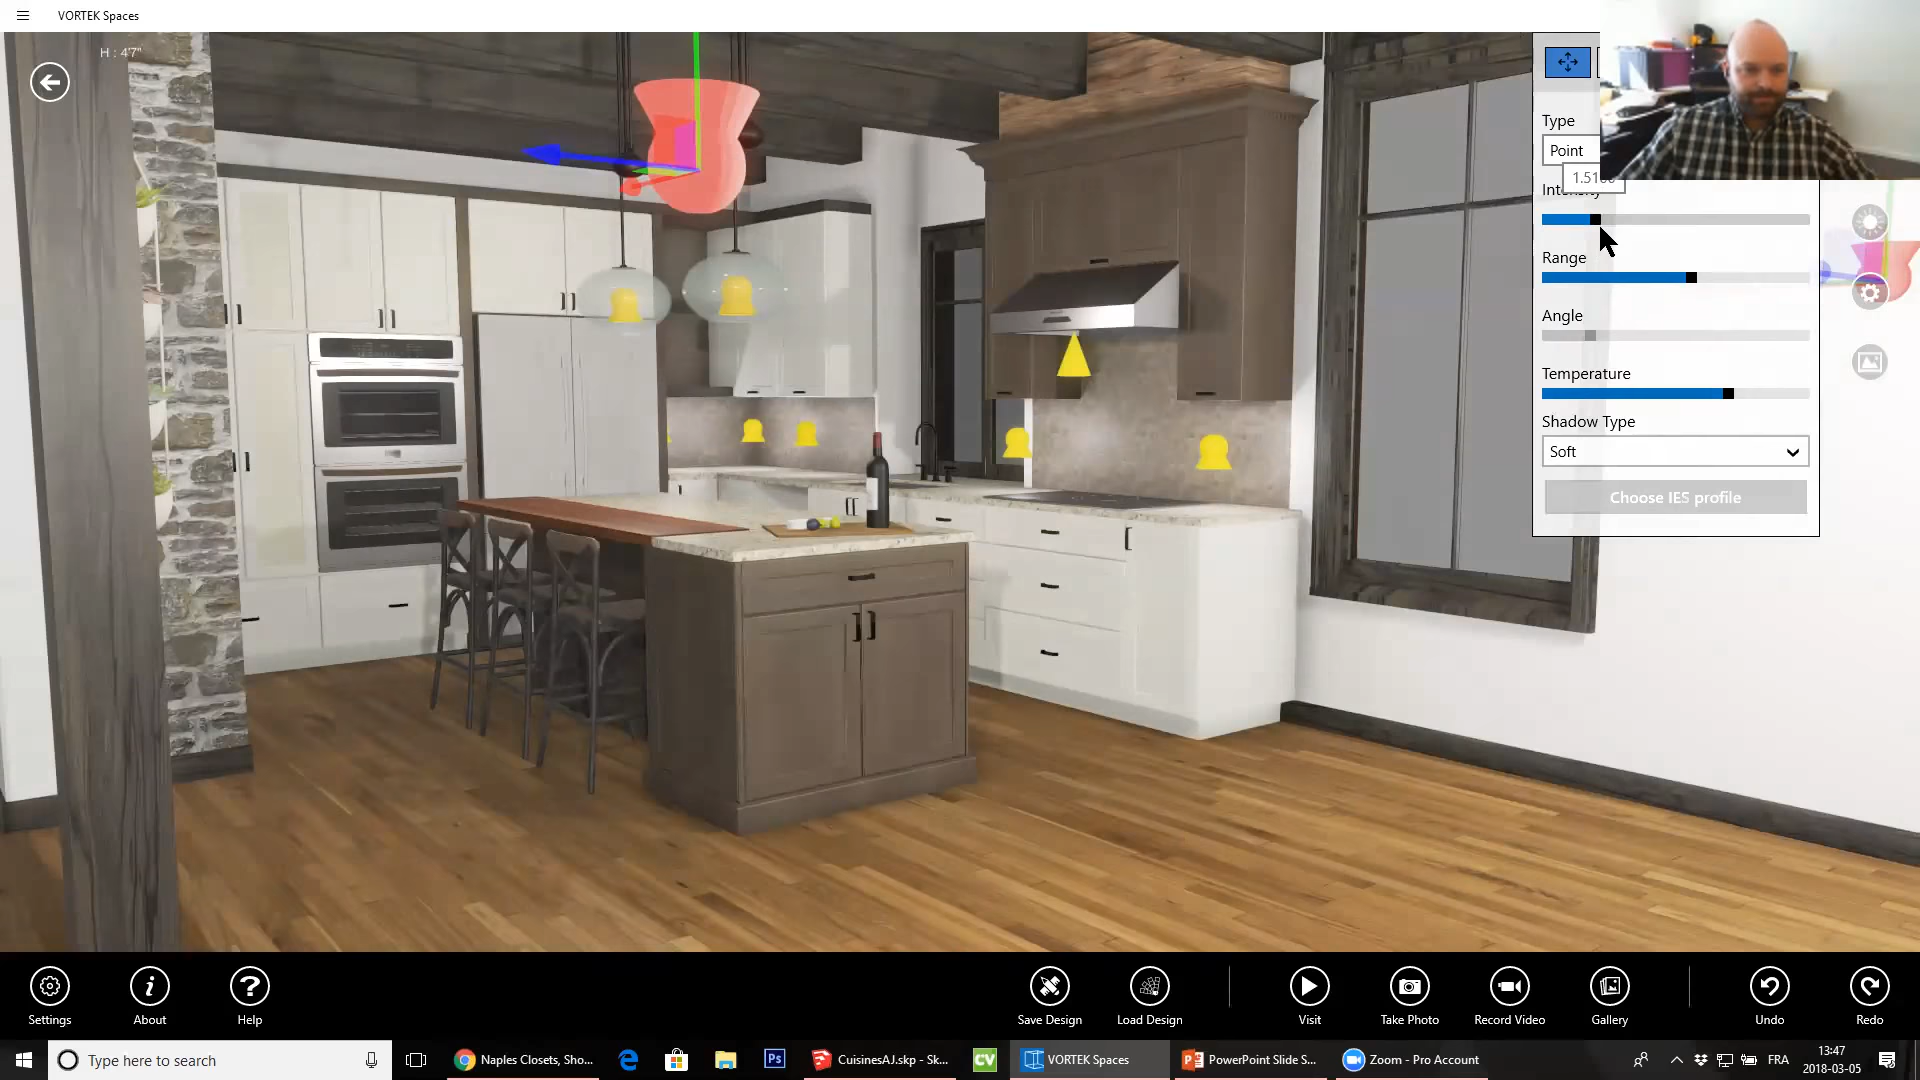 VORTEK Spaces
H : 4'7"
Type
Point
Intensity
Range
Angle
Temperature
Shadow Type
Soft
Choose IES profile
Settings
About
Help
Save Design
Load Design
Visit
Take Photo
Record Video
Gallery
Undo
Redo
Type here to search
Naples Closets, Sho...
Ps
CuisinesAJ.skp - Sk...
CV
VORTEK Spaces
PowerPoint Slide S...
Zoom - Pro Account
FRA
13:47
2018-03-05